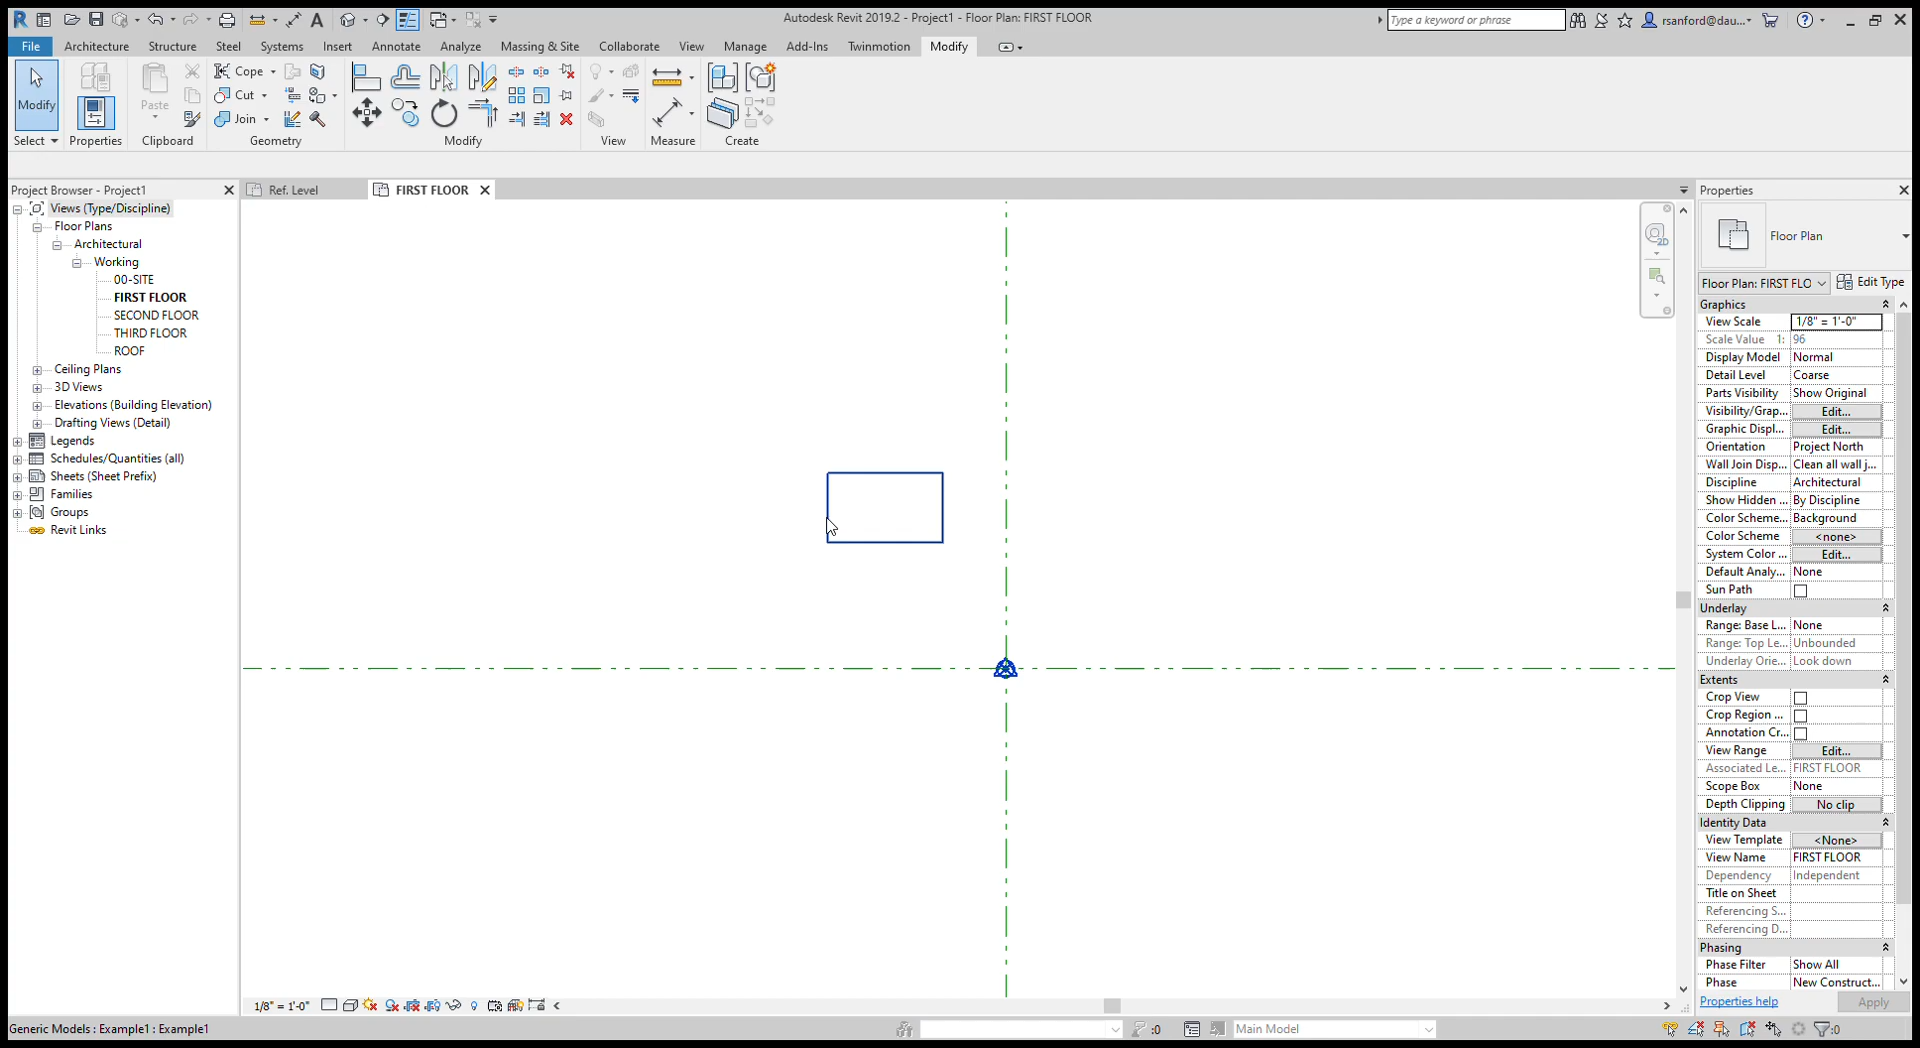 Autodesk Revit 2019.2 - Project1 - Floor Plan: FIRST FLOOR
Type a keyword or phrase
rsanford@dau...
File Architecture Structure Steel Systems Insert Annotate Analyze Massing & Site Collaborate View Manage Add-Ins Twinmotion Modify
Modify
Paste
Cope
Cut
Join
Select Properties Clipboard Geometry Modify View Measure Create
Project Browser - Project1
Views (Type/Discipline)
Floor Plans
Architectural
Working
00-SITE
FIRST FLOOR
SECOND FLOOR
THIRD FLOOR
ROOF
Ceiling Plans
3D Views
Elevations (Building Elevation)
Drafting Views (Detail)
Legends
Schedules/Quantities (all)
Sheets (Sheet Prefix)
Families
Groups
Revit Links
Ref. Level
FIRST FLOOR
2D
Properties
Floor Plan
Floor Plan: FIRST FLO
Edit Type
Graphics
View Scale 1/8" = 1'-0"
Scale Value 1: 96
Display Model Normal
Detail Level Coarse
Parts Visibility Show Original
Visibility/Grap... Edit...
Graphic Displ... Edit...
Orientation Project North
Wall Join Disp... Clean all wall j...
Discipline Architectural
Show Hidden ... By Discipline
Color Scheme... Background
Color Scheme <none>
System Color ... Edit...
Default Analy... None
Sun Path
Underlay
Range: Base L... None
Range: Top Le... Unbounded
Underlay Orie... Look down
Extents
Crop View
Crop Region ...
Annotation Cr...
View Range Edit...
Associated Le... FIRST FLOOR
Scope Box None
Depth Clipping No clip
Identity Data
View Template <None>
View Name FIRST FLOOR
Dependency Independent
Title on Sheet
Referencing S...
Referencing D...
Phasing
Phase Filter Show All
Phase New Construct...
Properties help
Apply
1/8" = 1'-0"
Generic Models : Example1 : Example1
:0
Main Model
:0